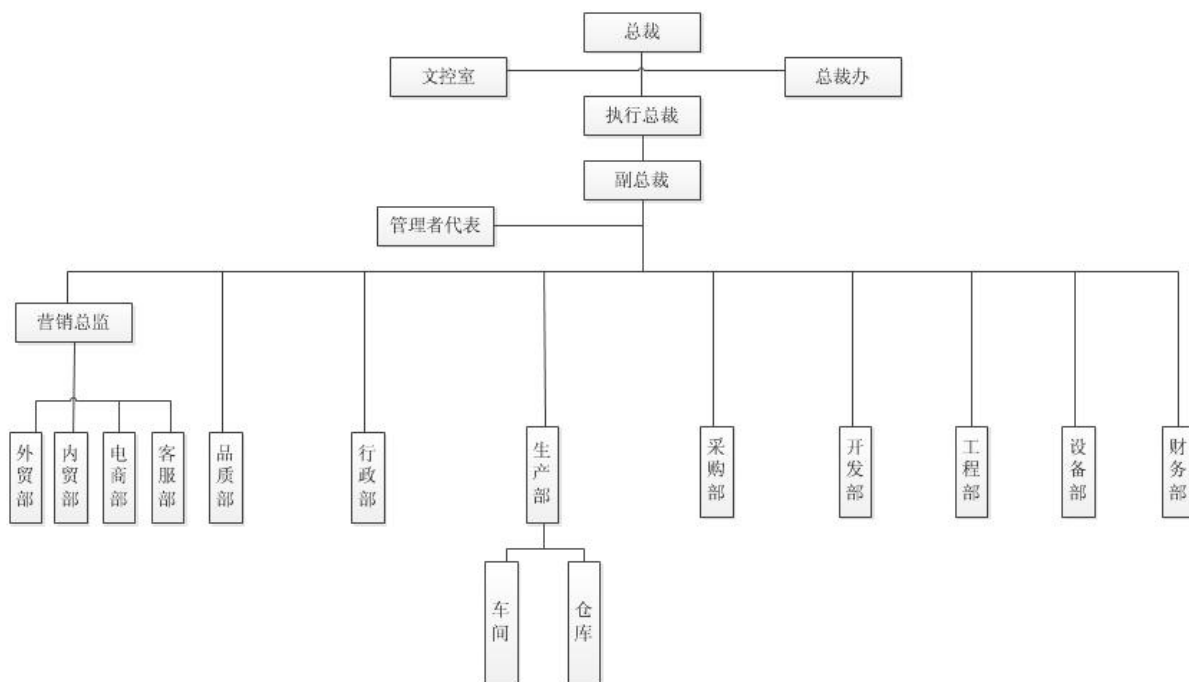 总裁
文控室
总裁办
执行总裁
副总裁
管理者代表
营销总监
外贸部
内贸部
电商部
客服部
品质部
行政部
生产部
采购部
开发部
工程部
设备部
财务部
车间
仓库